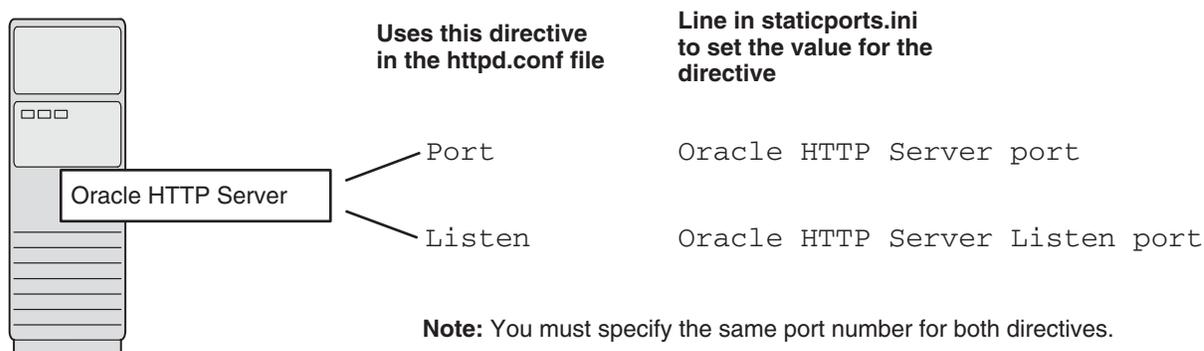 Uses this directive
in the httpd.conf file
Line in staticports.ini
to set the value for the
directive
Port
Oracle HTTP Server port
Oracle HTTP Server
Listen
Oracle HTTP Server Listen port
Note: You must specify the same port number for both directives.